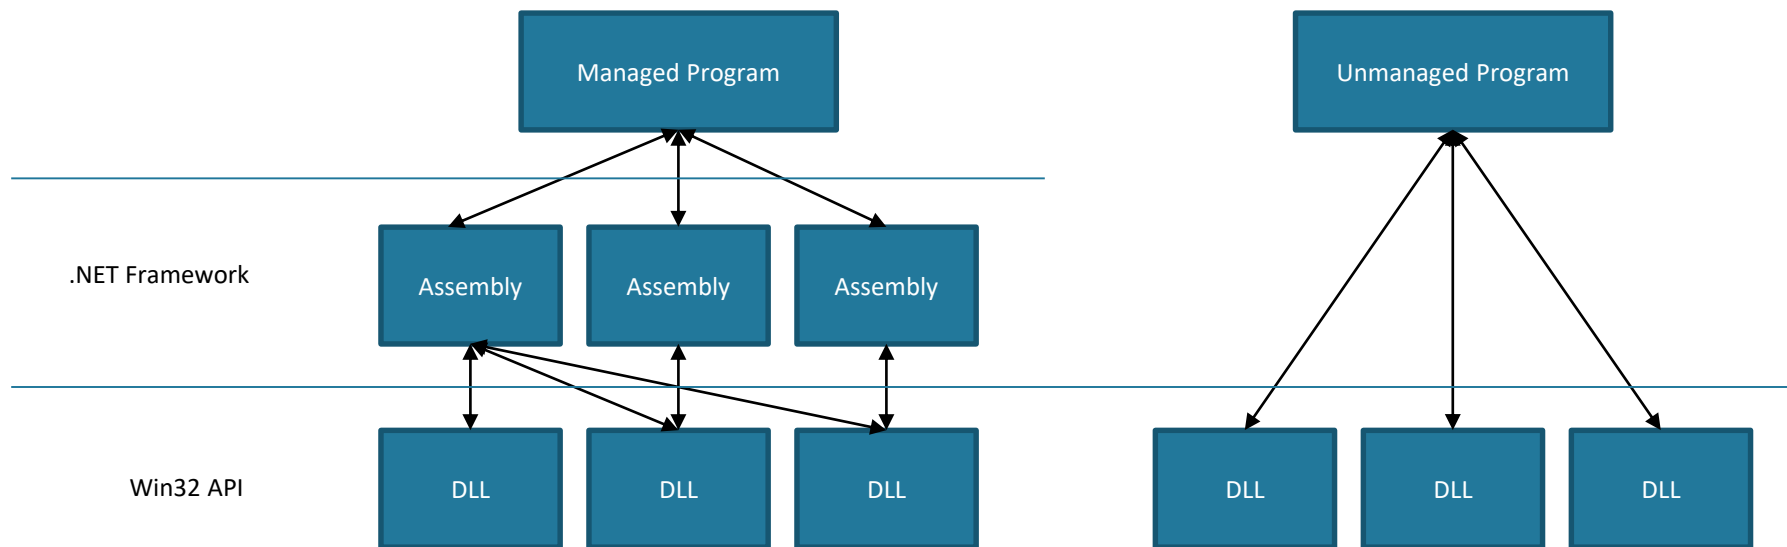 Managed Program
Unmanaged Program
.NET Framework
Assembly
Assembly
Assembly
Win32 API
DLL
DLL
DLL
DLL
DLL
DLL